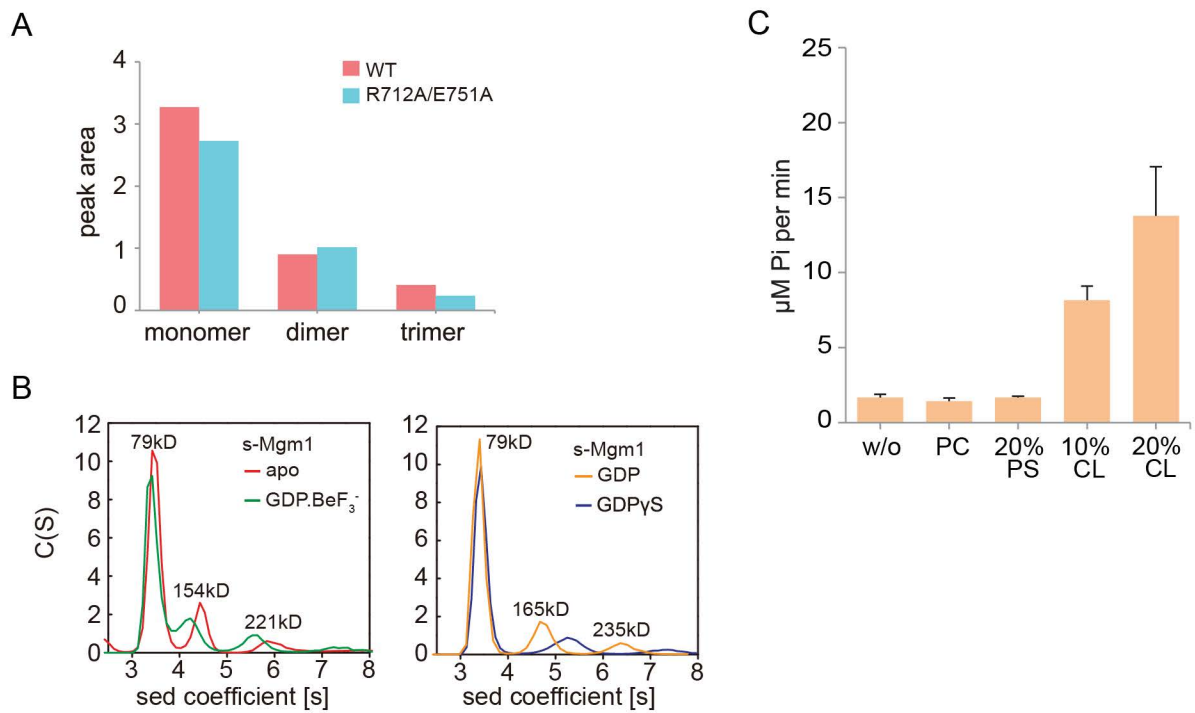 A
4
3
2
1
0
peak area
WT
R712A/E751A
monomer dimer trimer
B
12
10
8
6
4
2
0
C(S)
79kD
s-Mgm1
apo
GDP.BeF3-
154kD
221kD
3 4 5 6 7 8
sed coefficient [s]
12
10
8
6
4
2
0
79kD
s-Mgm1
GDP
GDPγS
165kD
235kD
3 4 5 6 7 8
sed coefficient [s]
C
25
20
15
10
5
0
µM Pi per min
w/o PC 20% 10% 20%
PS CL CL